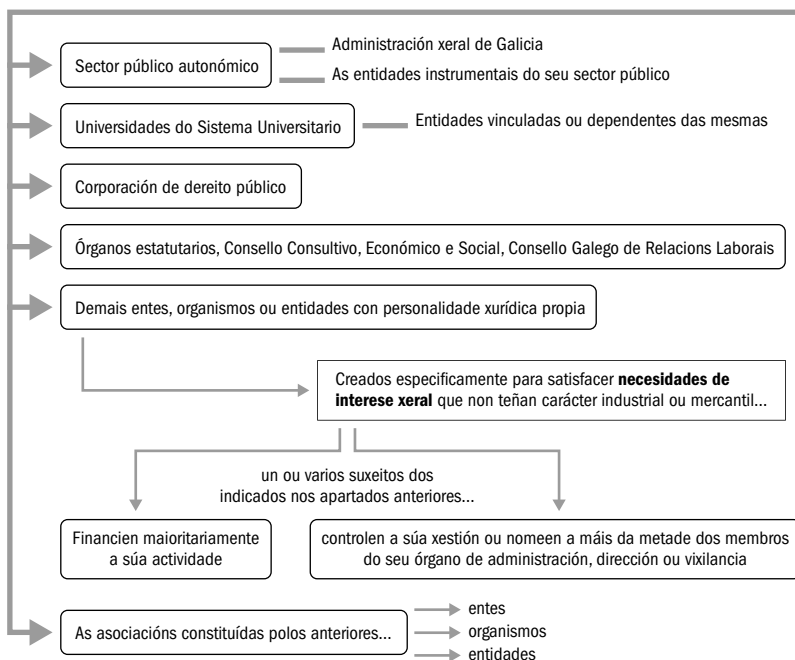 Sector público autonómico
Administración xeral de Galicia
As entidades instrumentais do seu sector público
Universidades do Sistema Universitario
Entidades vinculadas ou dependentes das mesmas
Corporación de dereito público
Órganos estatutarios, Consello Consultivo, Económico e Social, Consello Galego de Relacions Laborais
Demais entes, organismos ou entidades con personalidade xurídica propia
Creados especificamente para satisfacer necesidades de
interese xeral que non teñan carácter industrial ou mercantil...
un ou varios suxeitos dos
indicados nos apartados anteriores...
Financien maioritariamente
a súa actividade
controlen a súa xestión ou nomeen a máis da metade dos membros
do seu órgano de administración, dirección ou vixilancia
As asociacións constituídas polos anteriores...
entes
organismos
entidades